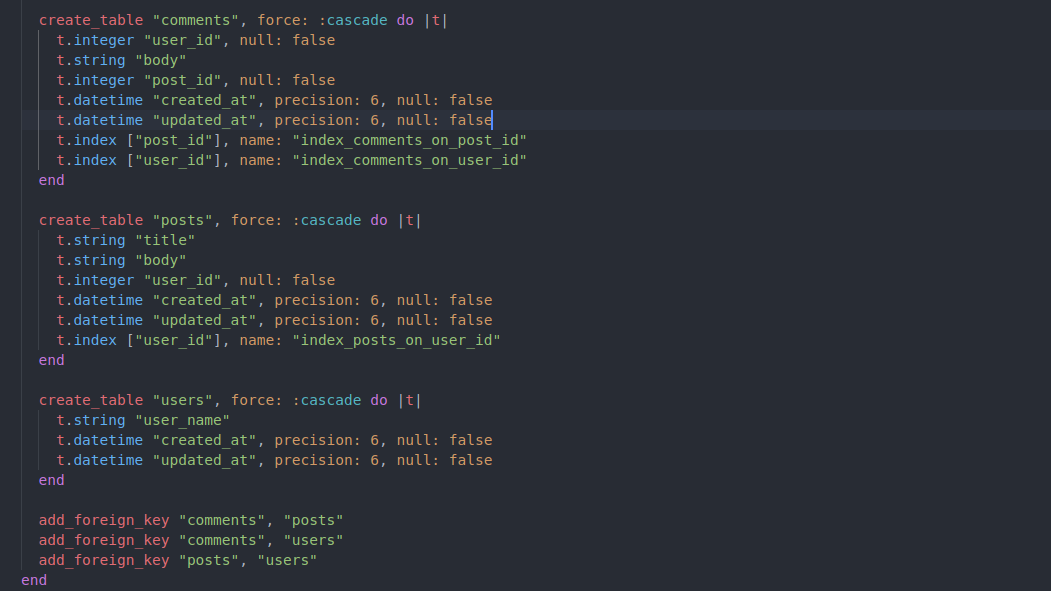 create_table "comments", force: :cascade do |t|
t.integer "user_id", null: false
t.string "body"
t.integer "post_id", null: false
t.datetime "created_at", precision: 6, null: false
t.datetime "updated_at", precision: 6, null: false
t.index ["post_id"], name: "index_comments_on_post_id"
t.index ["user_id"], name: "index_comments_on_user_id"
end
create_table "posts", force: :cascade do |t|
t.string "title"
t.string "body"
t.integer "user_id", null: false
t.datetime "created_at", precision: 6, null: false
t.datetime "updated_at", precision: 6, null: false
t.index ["user_id"], name: "index_posts_on_user_id"
end
create_table "users", force: :cascade do |t|
t.string "user_name"
t.datetime "created_at", precision: 6, null: false
t.datetime "updated_at", precision: 6, null: false
end
add_foreign_key "comments", "posts"
add_foreign_key "comments", "users"
add_foreign_key "posts", "users"
end